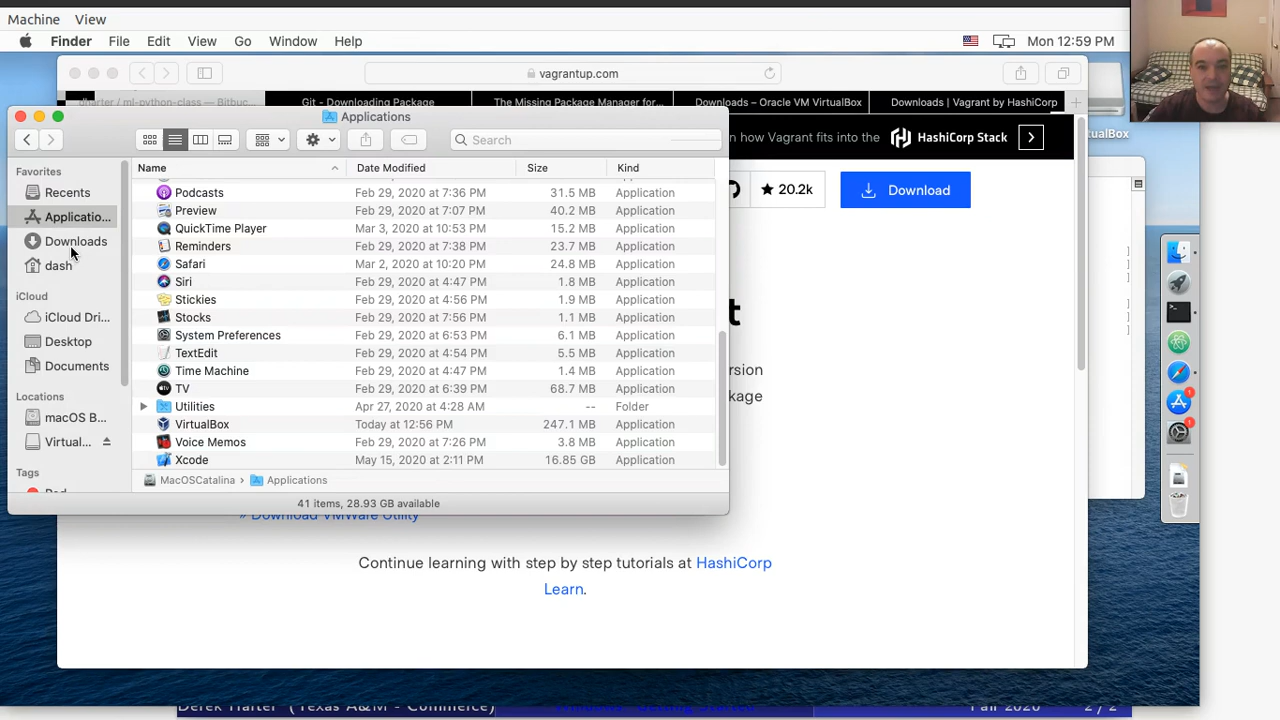 Machine View
Finder File Edit View Go Window Help Mon 12:59 PM
vagrantup.com
harter / ml-python-class — Bitbuc... Git - Downloading Package The Missing Package Manager for... Downloads – Oracle VM VirtualBox Downloads | Vagrant by HashiCorp
Applications
n how Vagrant fits into the HashiCorp Stack
Search
20.2k Download
Favorites
Recents
Applicatio...
Downloads
dash
iCloud
iCloud Dri...
Desktop
Documents
Locations
macOS B...
Virtual...
Tags
Name Date Modified Size Kind
Podcasts Feb 29, 2020 at 7:36 PM 31.5 MB Application
Preview Feb 29, 2020 at 7:07 PM 40.2 MB Application
QuickTime Player Mar 3, 2020 at 10:53 PM 15.2 MB Application
Reminders Feb 29, 2020 at 7:38 PM 23.7 MB Application
Safari Mar 2, 2020 at 10:20 PM 24.8 MB Application
Siri Feb 29, 2020 at 4:47 PM 1.8 MB Application
Stickies Feb 29, 2020 at 4:56 PM 1.9 MB Application
Stocks Feb 29, 2020 at 7:56 PM 1.1 MB Application
System Preferences Feb 29, 2020 at 6:53 PM 6.1 MB Application
TextEdit Feb 29, 2020 at 4:54 PM 5.5 MB Application
Time Machine Feb 29, 2020 at 4:47 PM 1.4 MB Application
TV Feb 29, 2020 at 6:39 PM 68.7 MB Application
Utilities Apr 27, 2020 at 4:28 AM -- Folder
VirtualBox Today at 12:56 PM 247.1 MB Application
Voice Memos Feb 29, 2020 at 7:26 PM 3.8 MB Application
Xcode May 15, 2020 at 2:11 PM 16.85 GB Application
MacOSCatalina › Applications
41 items, 28.93 GB available
t
rsion
kage
tualBox
» Download VMware Utility
Continue learning with step by step tutorials at HashiCorp
Learn.
Derek Harter (Texas A&M - Commerce) Windows - Getting Started Fall 2020 2 / 2